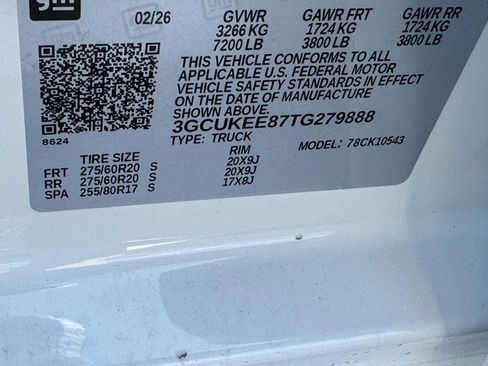 gm
02/26 GVWR GAWR FRT GAWR RR
3266 KG 1724 KG 1724 KG
7200 LB 3800 LB 3800 LB
THIS VEHICLE CONFORMS TO ALL
APPLICABLE U.S. FEDERAL MOTOR
VEHICLE SAFETY STANDARDS IN EFFECT
ON THE DATE OF MANUFACTURE
SHOWN ABOVE.
3GCUKEE87TG279888
8624 TYPE: TRUCK MODEL: 78CK10543
TIRE SIZE RIM
FRT 275/60R20 S 20X9J
RR 275/60R20 S 20X9J
SPA 255/80R17 S 17X8J